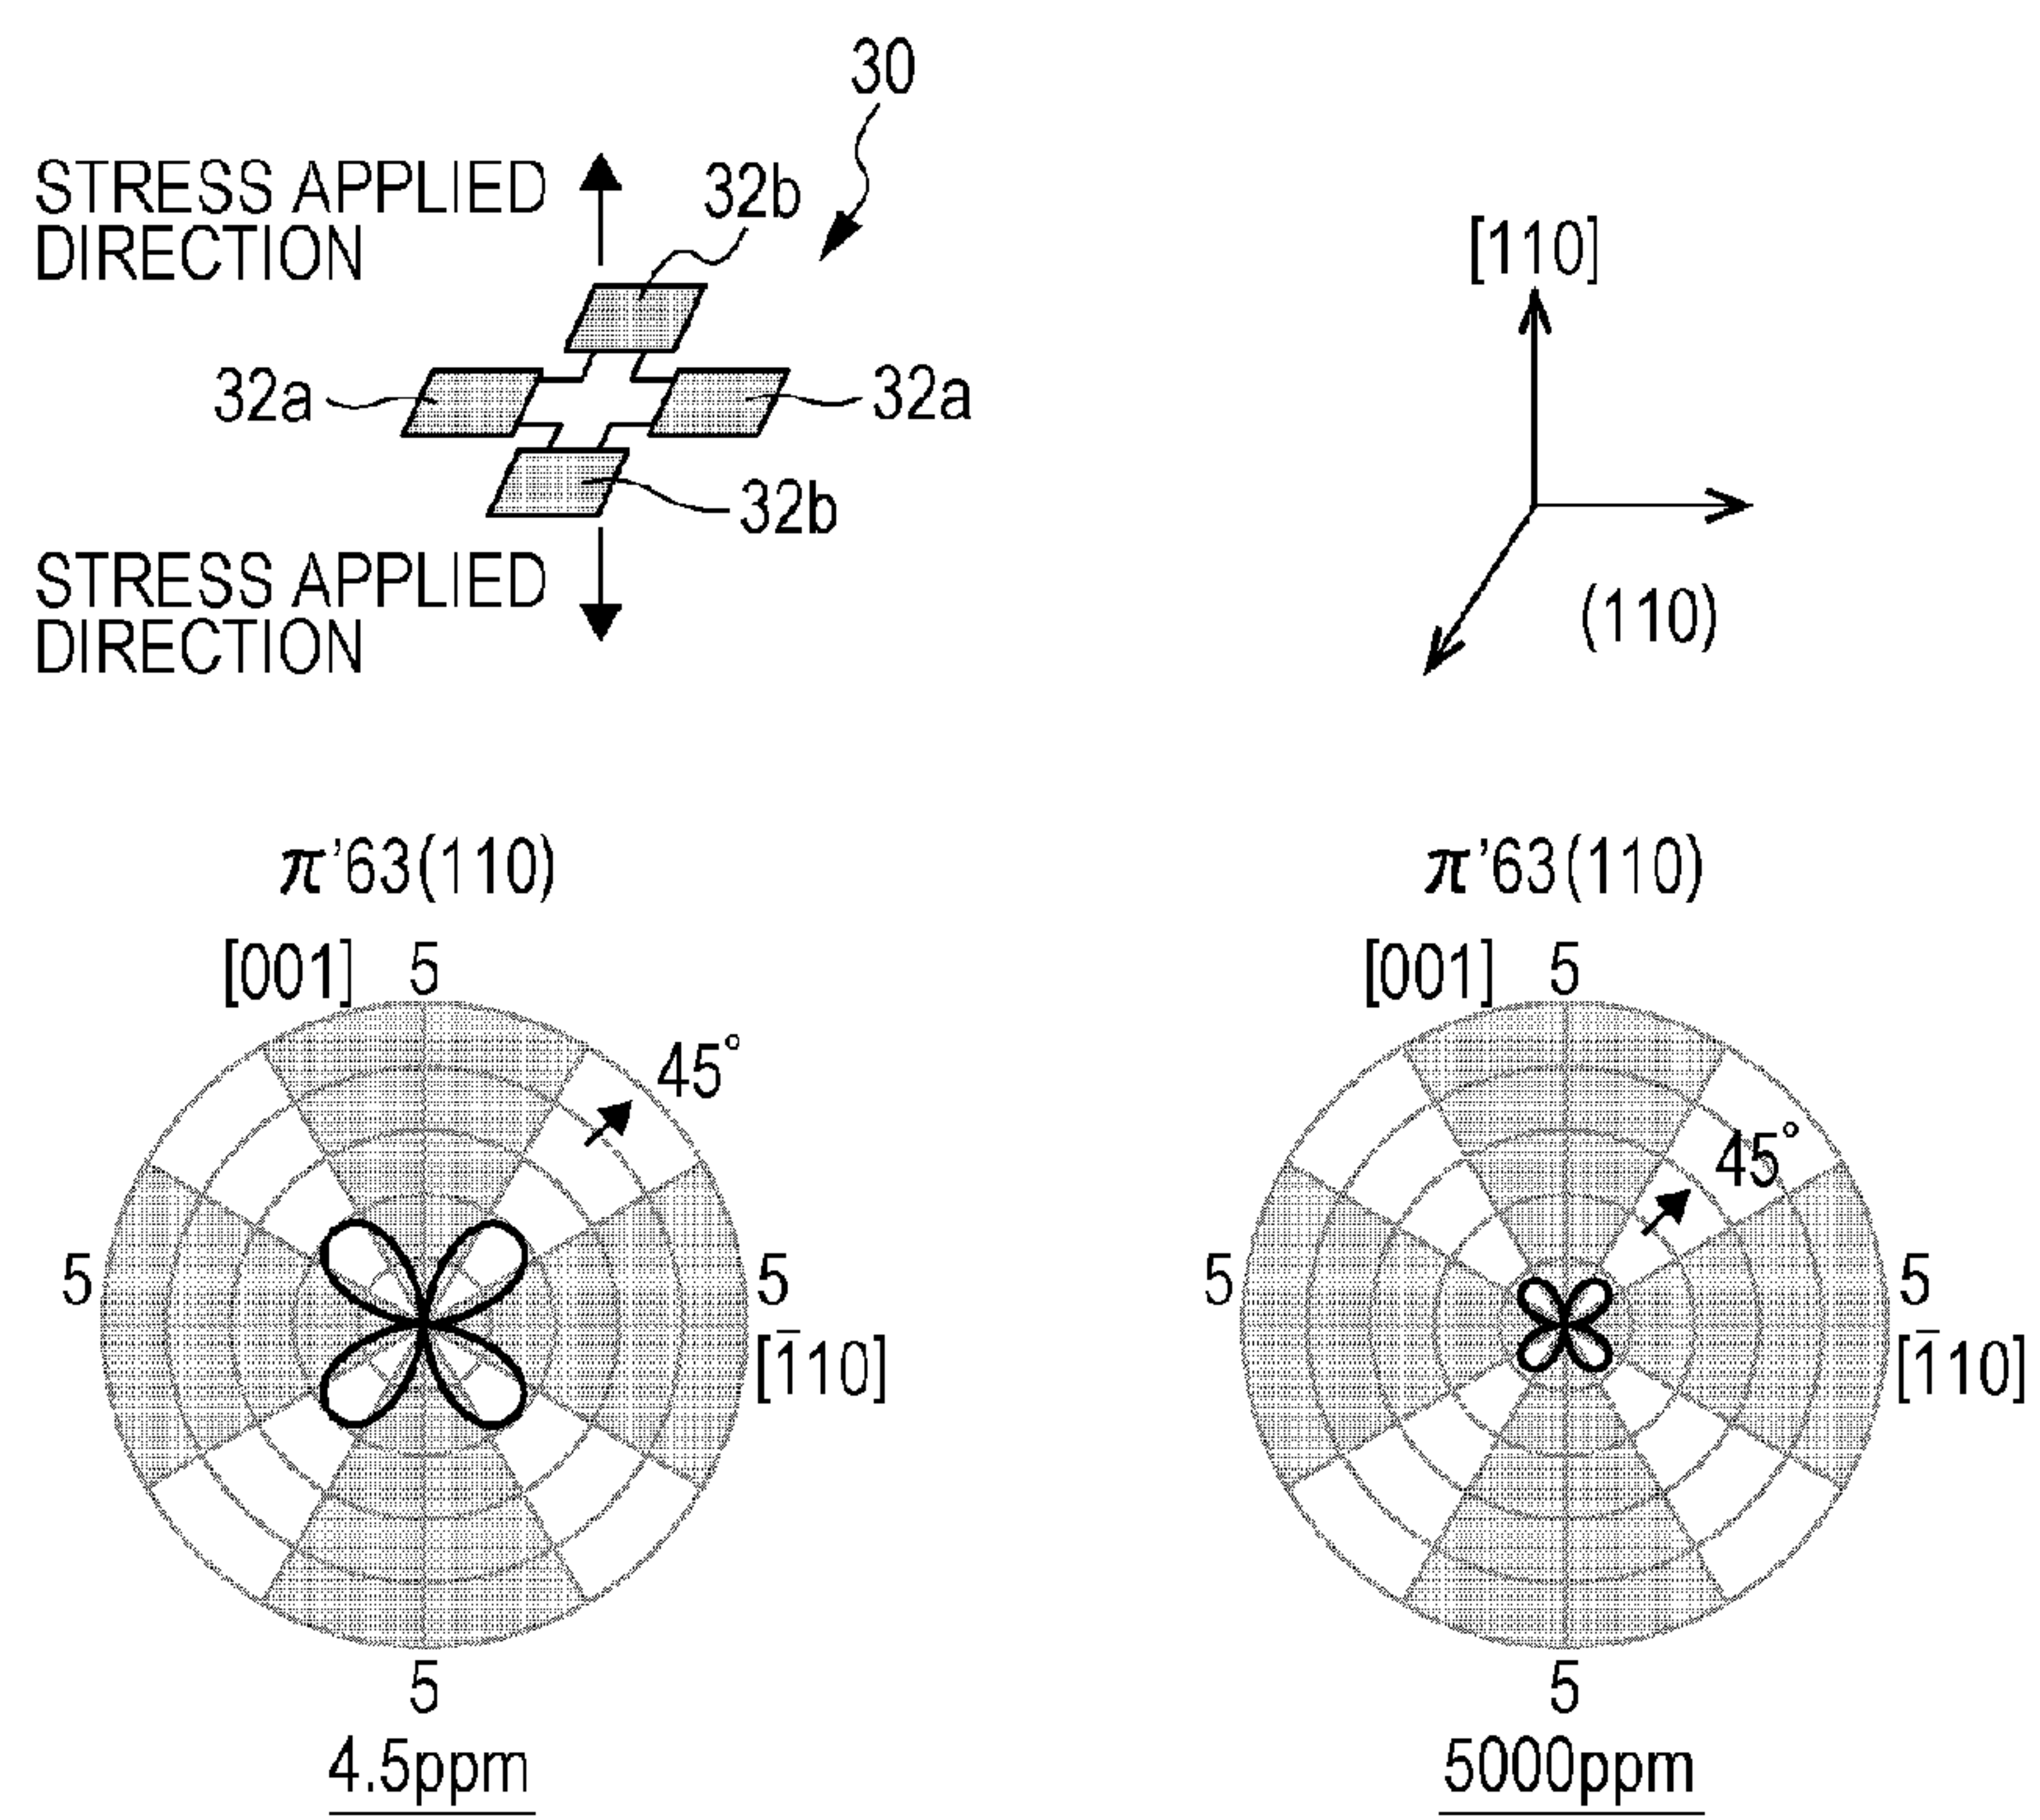 30
STRESS APPLIED
DIRECTION
32b
[110]
32a
32a
32b
(110)
STRESS APPLIED
DIRECTION
π'63(110)
[001] 5
45°
5
5
[1̄10]
5
4.5ppm
π'63(110)
[001] 5
45°
5
5
[1̄10]
5
5000ppm